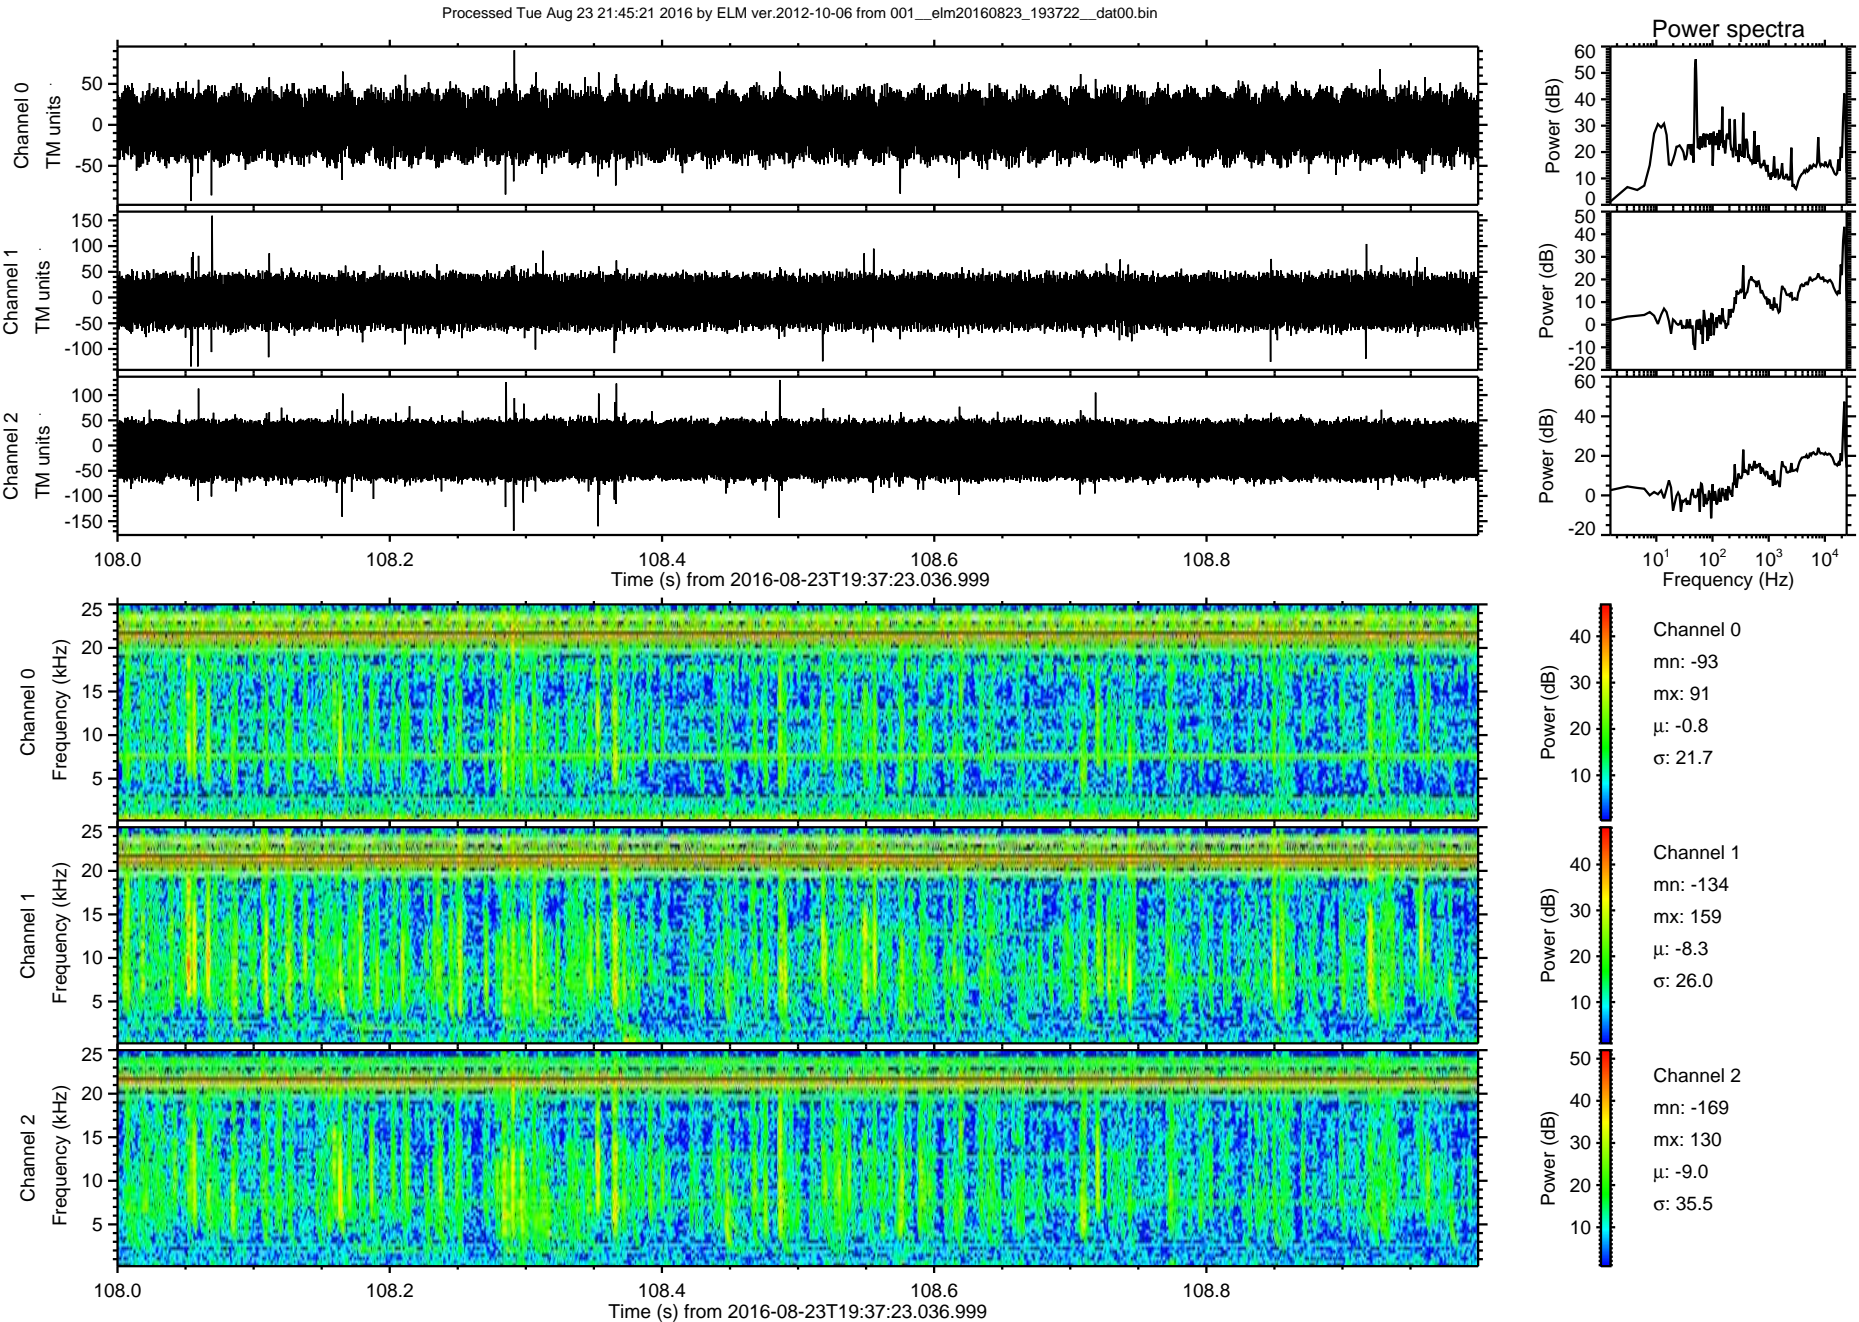 Processed Tue Aug 23 21:45:21 2016 by ELM ver.2012-10-06 from 001__elm20160823_193722__dat00.bin
Power spectra
Channel 0
TM units
50
0
-50
Power (dB)
60
50
40
30
20
10
0
Channel 1
TM units
150
100
50
0
-50
-100
Power (dB)
50
40
30
20
10
0
-10
-20
Channel 2
TM units
100
50
0
-50
-100
-150
Power (dB)
60
40
20
0
-20
108.0 108.2 108.4 108.6 108.8
Time (s) from 2016-08-23T19:37:23.036.999
10¹ 10² 10³ 10⁴
Frequency (Hz)
Channel 0
Frequency (kHz)
25
20
15
10
5
Power (dB)
40
30
20
10
Channel 0
mn: -93
mx: 91
µ: -0.8
σ: 21.7
Channel 1
Frequency (kHz)
25
20
15
10
5
Power (dB)
40
30
20
10
Channel 1
mn: -134
mx: 159
µ: -8.3
σ: 26.0
Channel 2
Frequency (kHz)
25
20
15
10
5
Power (dB)
50
40
30
20
10
Channel 2
mn: -169
mx: 130
µ: -9.0
σ: 35.5
108.0 108.2 108.4 108.6 108.8
Time (s) from 2016-08-23T19:37:23.036.999